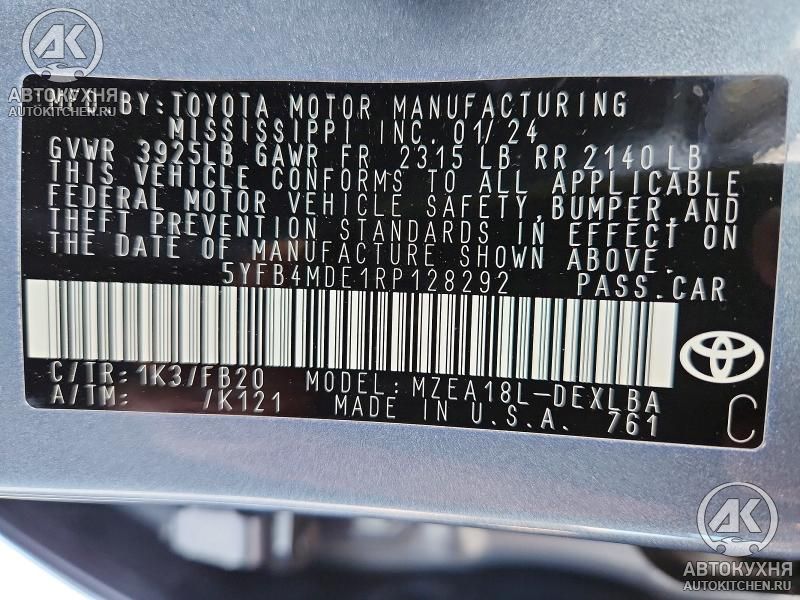 AK
АВТОКУХНЯ
AUTOKITCHEN.RU
MFD. BY: TOYOTA MOTOR MANUFACTURING
MISSISSIPPI INC. 01/24
GVWR 3925LB GAWR FR 2315 LB RR 2140 LB
THIS VEHICLE CONFORMS TO ALL APPLICABLE
FEDERAL MOTOR VEHICLE SAFETY, BUMPER, AND
THEFT PREVENTION STANDARDS IN EFFECT ON
THE DATE OF MANUFACTURE SHOWN ABOVE.
5YFB4MDE1RP128292 PASS. CAR
C/TR: 1K3/FB20 MODEL: MZEA18L-DEXLBA
A/TM: /K121 MADE IN U.S.A. 761
C
AK
АВТОКУХНЯ
AUTOKITCHEN.RU